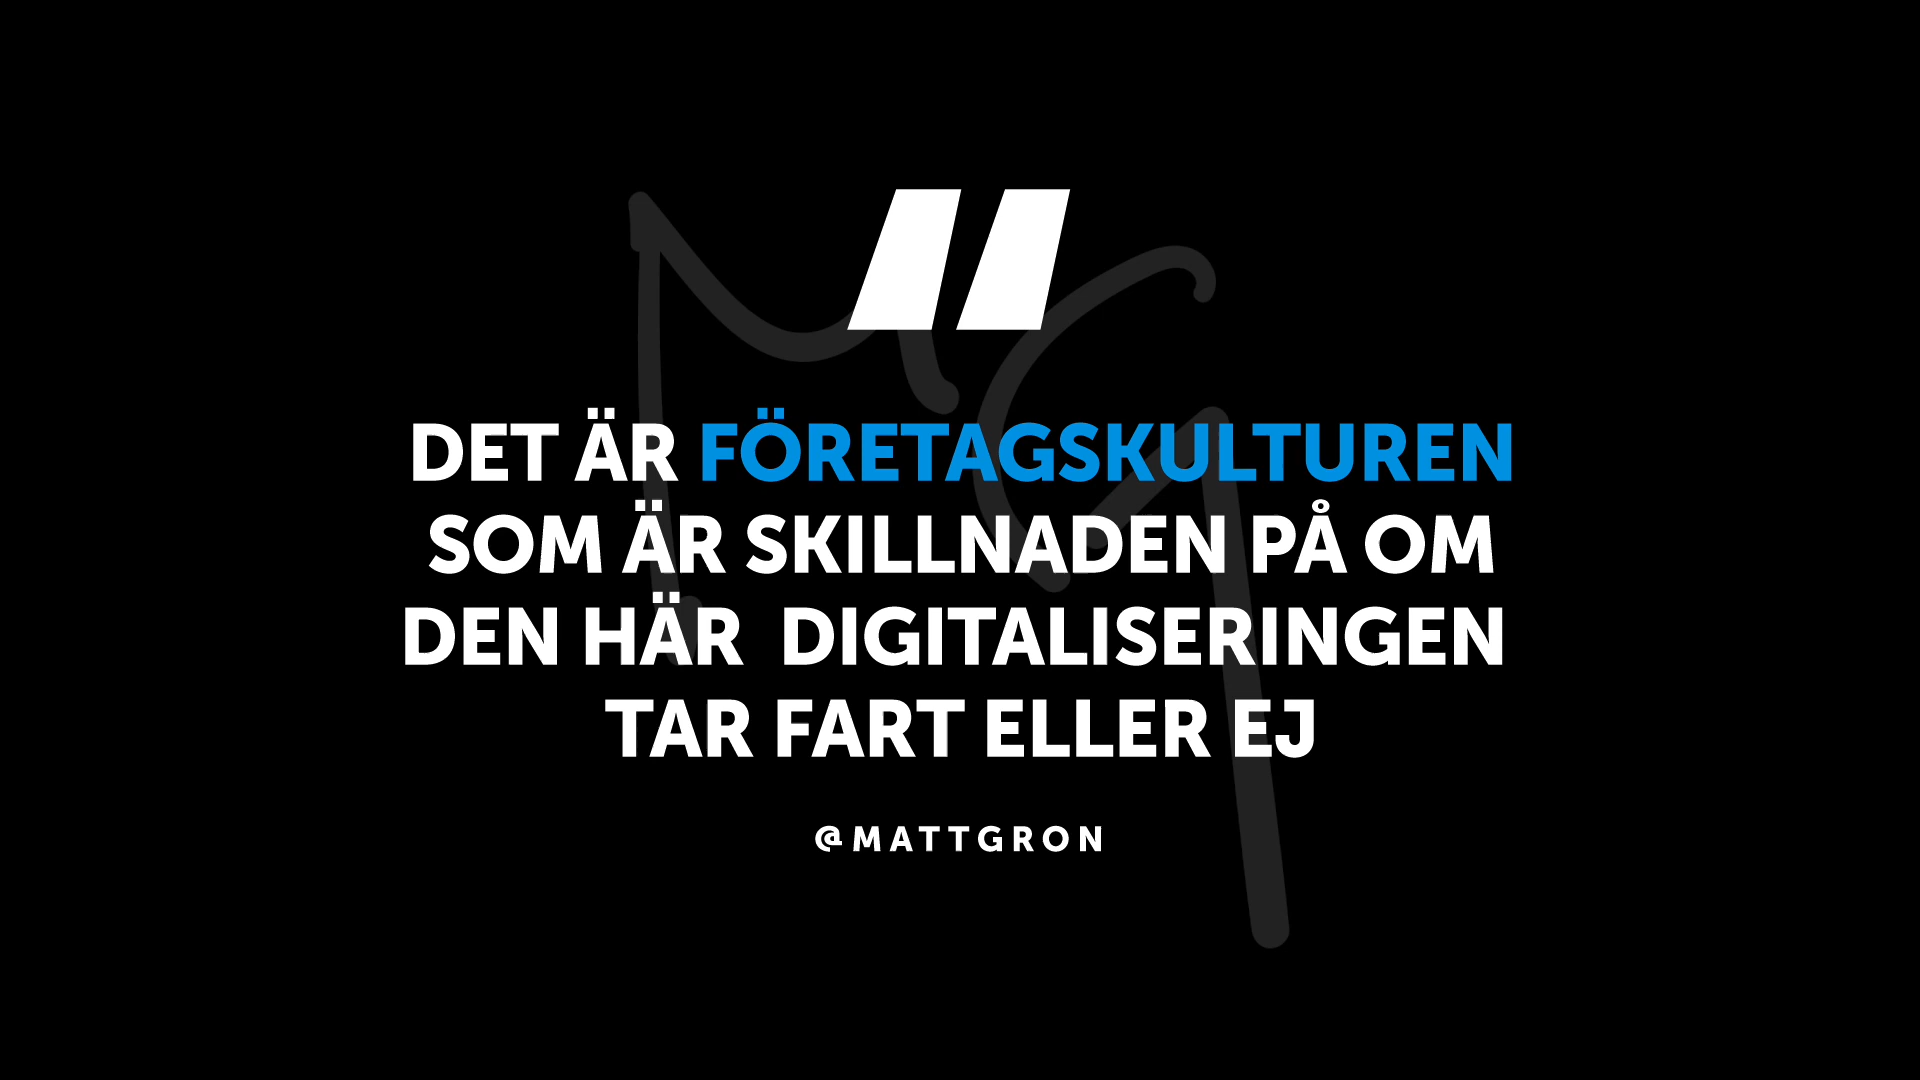 "
DET ÄR FÖRETAGSKULTUREN
SOM ÄR SKILLNADEN PÅ OM
DEN HÄR  DIGITALISERINGEN
TAR FART ELLER EJ
@MATTGRON